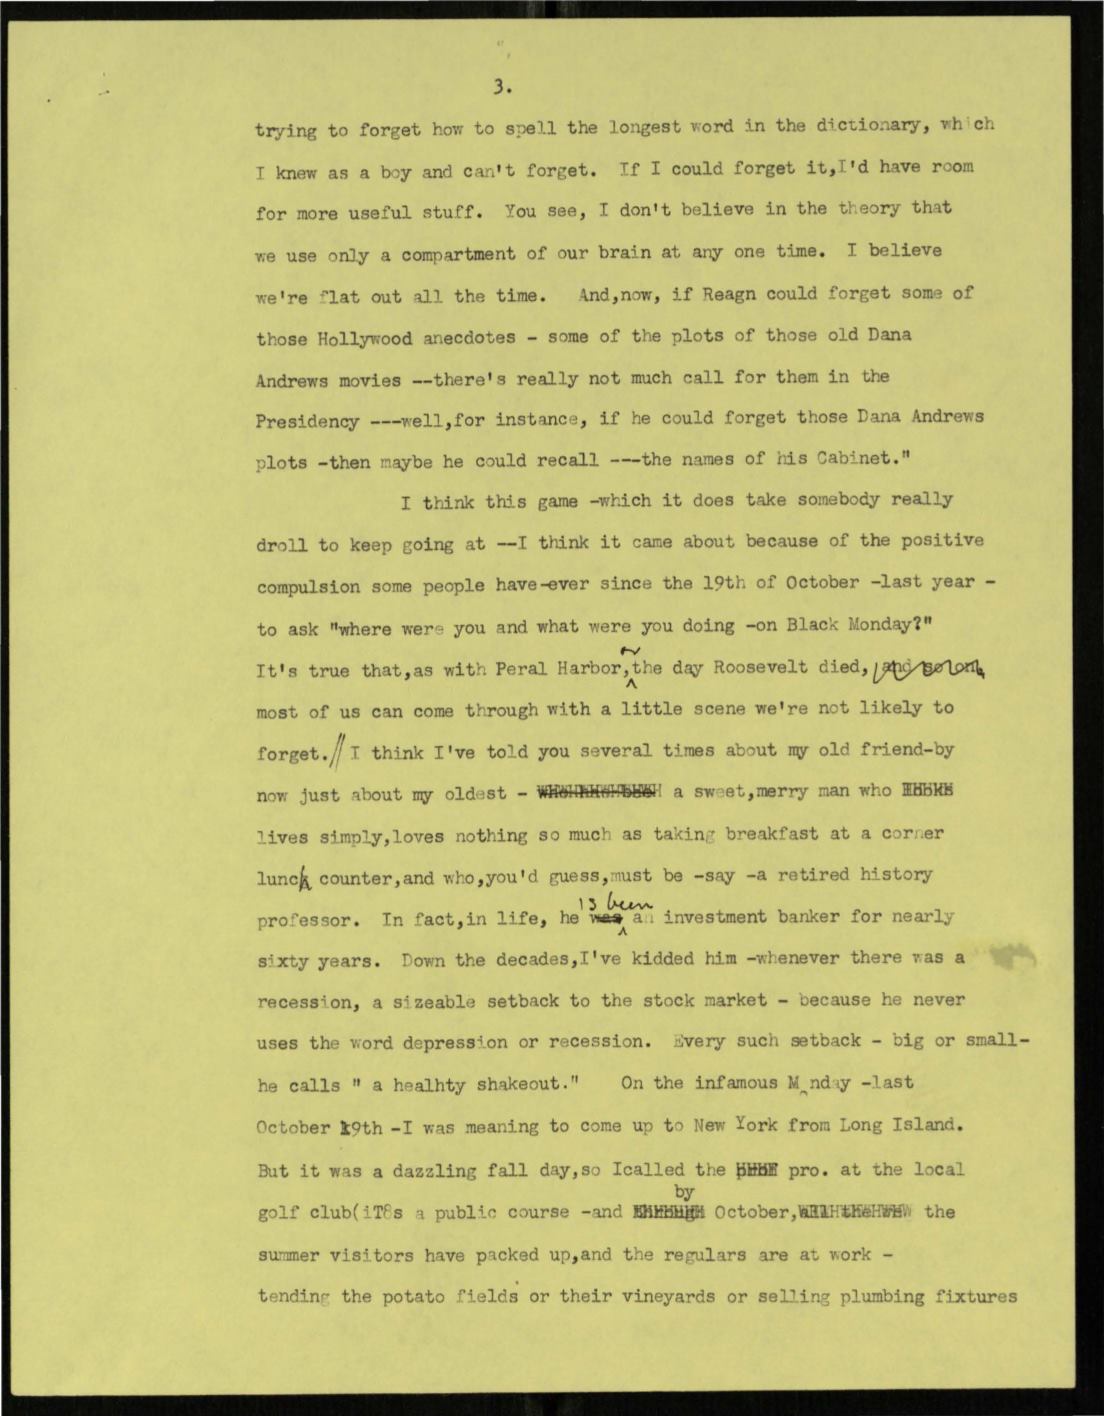 3.
trying to forget how to spell the longest word in the dictionary, which
I knew as a boy and can't forget. If I could forget it,I'd have room
for more useful stuff. You see, I don't believe in the theory that
we use only a compartment of our brain at any one time. I believe
we're flat out all the time. And,now, if Reagn could forget some of
those Hollywood anecdotes - some of the plots of those old Dana
Andrews movies --there's really not much call for them in the
Presidency ---well,for instance, if he could forget those Dana Andrews
plots -then maybe he could recall ---the names of his Cabinet."
I think this game -which it does take somebody really
droll to keep going at --I think it came about because of the positive
compulsion some people have-ever since the 19th of October -last year -
to ask "where were you and what were you doing -on Black Monday?"
It's true that,as with Peral Harbor, or the day Roosevelt died, and so on,
most of us can come through with a little scene we're not likely to
forget.// I think I've told you several times about my old friend-by
now just about my oldest - who has been a sweet,merry man who
lives simply,loves nothing so much as taking breakfast at a corner
lunch counter,and who,you'd guess,must be -say -a retired history
professor. In fact,in life, he was is been an investment banker for nearly
sixty years. Down the decades,I've kidded him -whenever there was a
recession, a sizeable setback to the stock market - because he never
uses the word depression or recession. Every such setback - big or small-
he calls " a healhty shakeout." On the infamous M nday -last
October 19th -I was meaning to come up to New York from Long Island.
But it was a dazzling fall day,so Icalled the pro. at the local
golf club(iT8s a public course -and through by October,all the the
summer visitors have packed up,and the regulars are at work -
tending the potato fields or their vineyards or selling plumbing fixtures